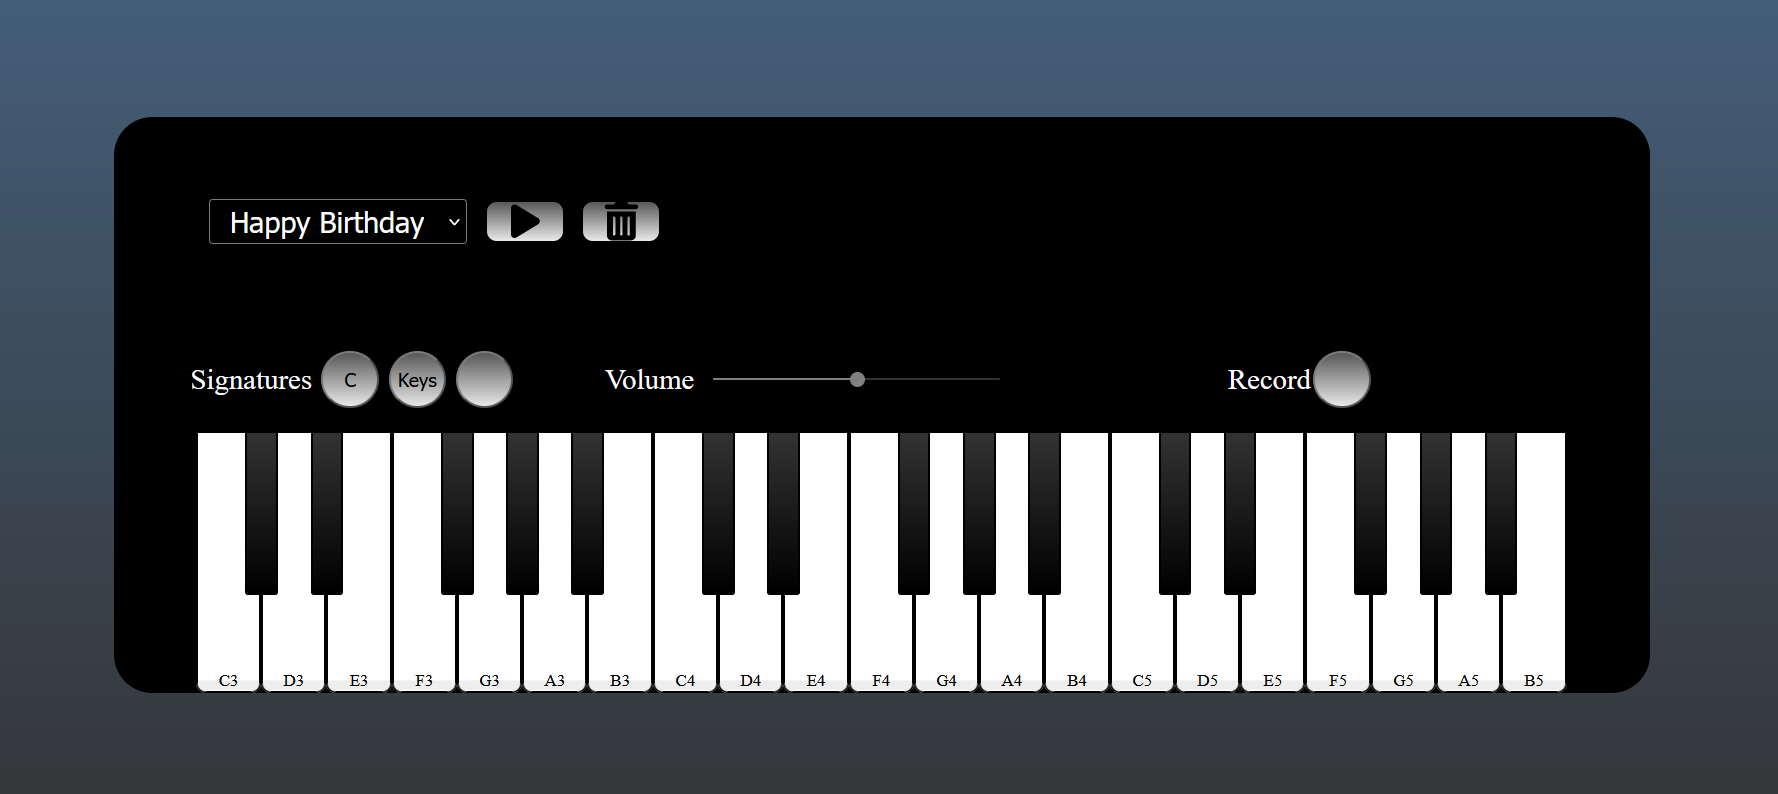 Happy Birthday
Signatures C Keys Volume Record
C3 D3 E3 F3 G3 A3 B3 C4 D4 E4 F4 G4 A4 B4 C5 D5 E5 F5 G5 A5 B5